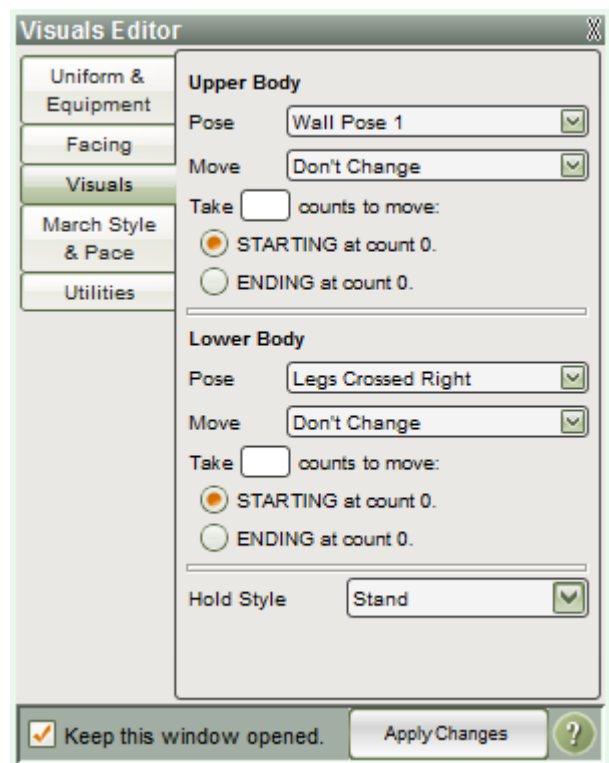 Visuals Editor
X
Uniform &
Equipment
Facing
Visuals
March Style
& Pace
Utilities
Upper Body
Pose Wall Pose 1
Move Don't Change
Take counts to move:
STARTING at count 0.
ENDING at count 0.
Lower Body
Pose Legs Crossed Right
Move Don't Change
Take counts to move:
STARTING at count 0.
ENDING at count 0.
Hold Style Stand
Keep this window opened. Apply Changes ?